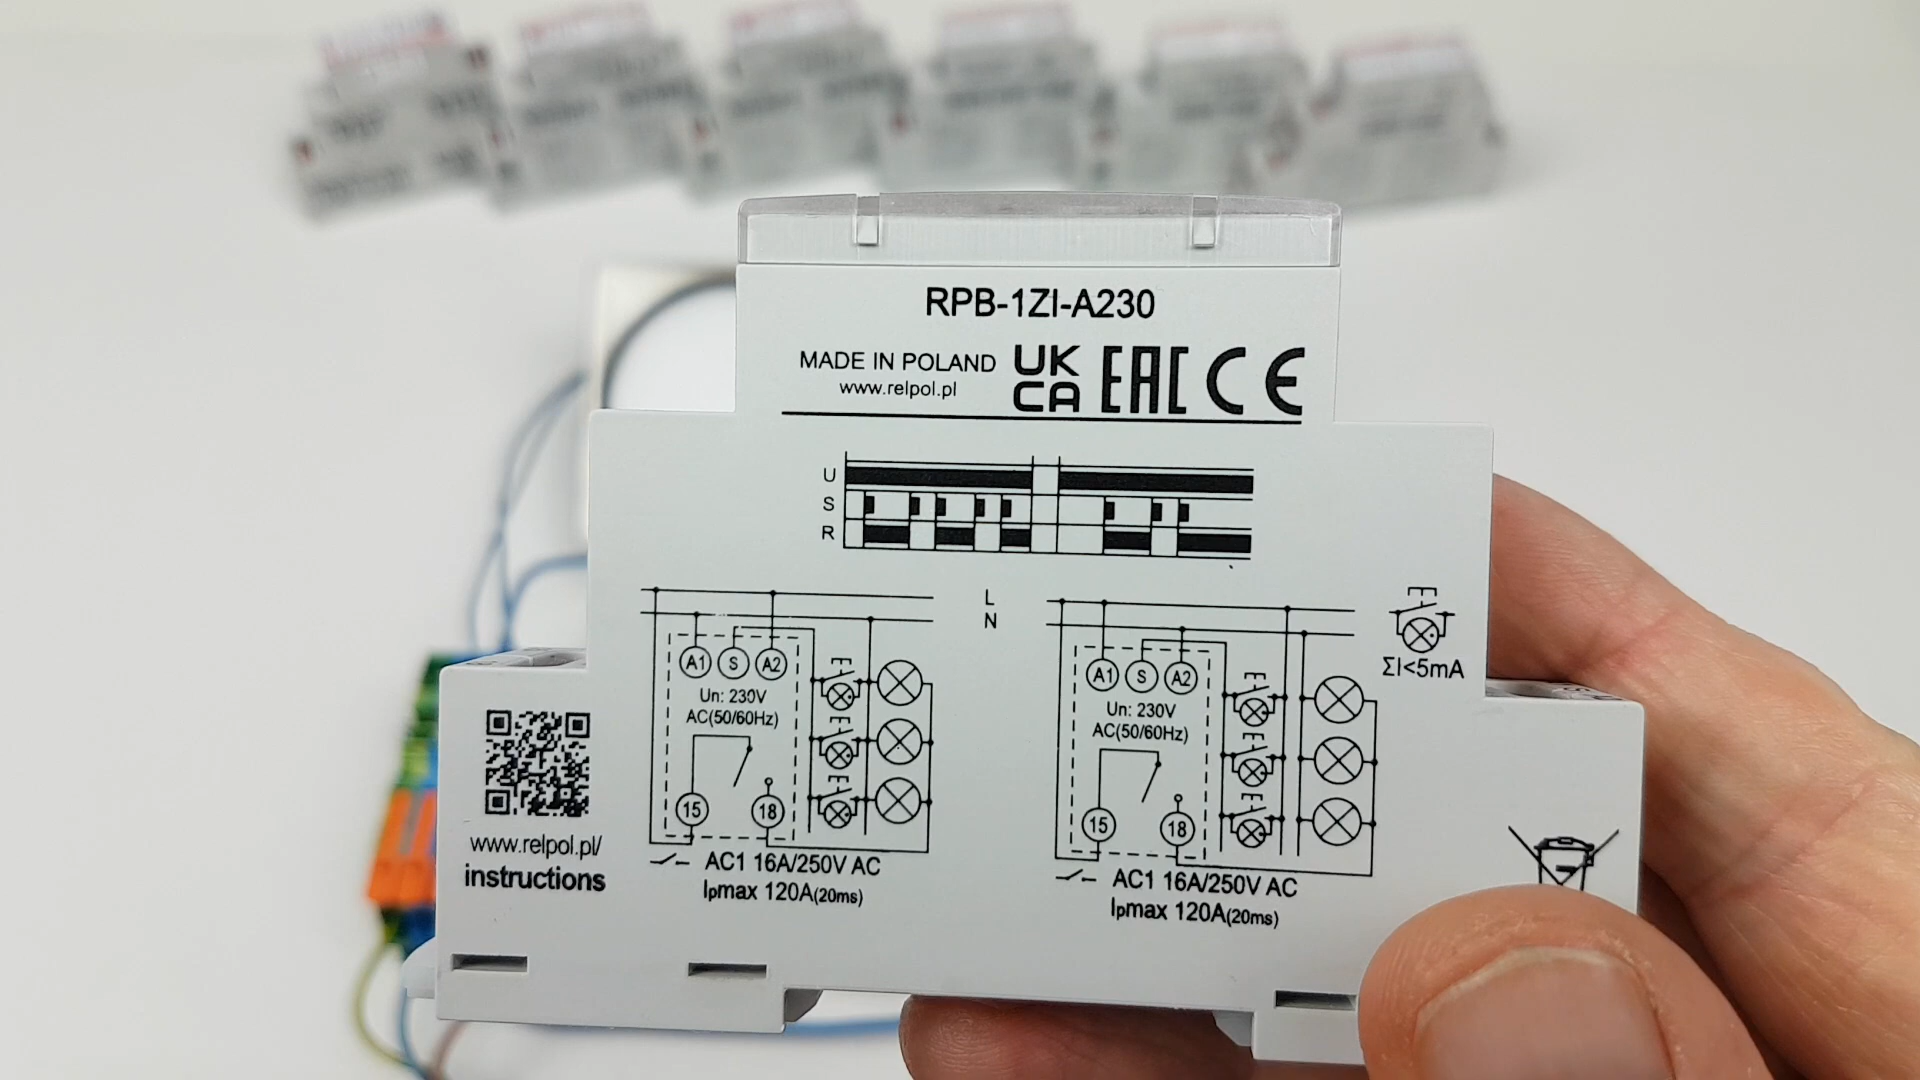 RPB-1ZI-A230
MADE IN POLAND
www.relpol.pl
UK
CA
EAC CE
U
S
R
L
N
A1 S A2
Un: 230V
AC(50/60Hz)
15 18
AC1 16A/250V AC
Ipmax 120A(20ms)
A1 S A2
Un: 230V
AC(50/60Hz)
15 18
AC1 16A/250V AC
Ipmax 120A(20ms)
ΣI<5mA
www.relpol.pl/
instructions